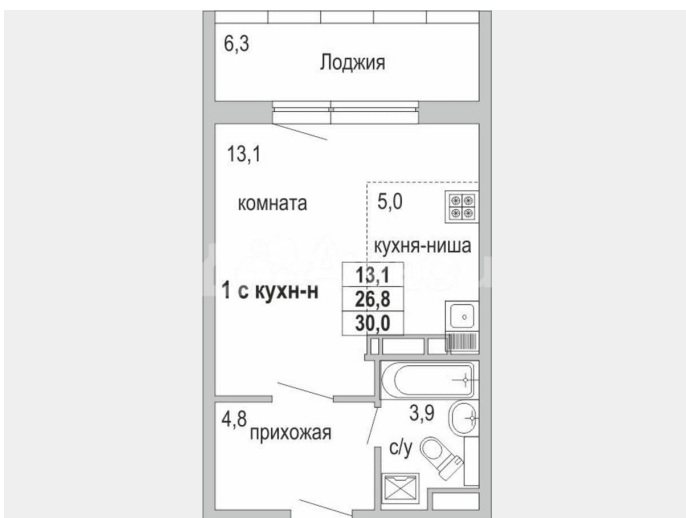 6,3
Лоджия
13,1
комната
5,0
кухня-ниша
1 с кухн-н
13,1
26,8
30,0
4,8
прихожая
3,9
с/у